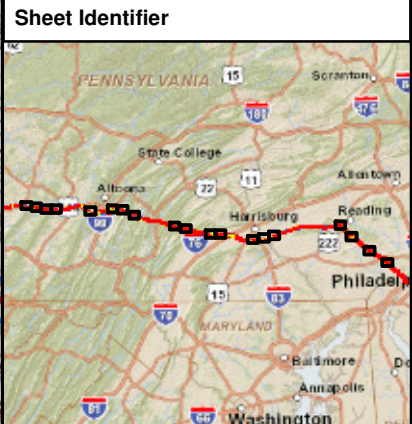 Sheet Identifier
PENNSYLVANIA
15
Scranton
180
476
State College
11
Allentown
22
Altoona
99
Harrisburg
Reading
76
222
Philadelp
15
83
70
MARYLAND
Baltimore
Annapolis
81
66
Washington